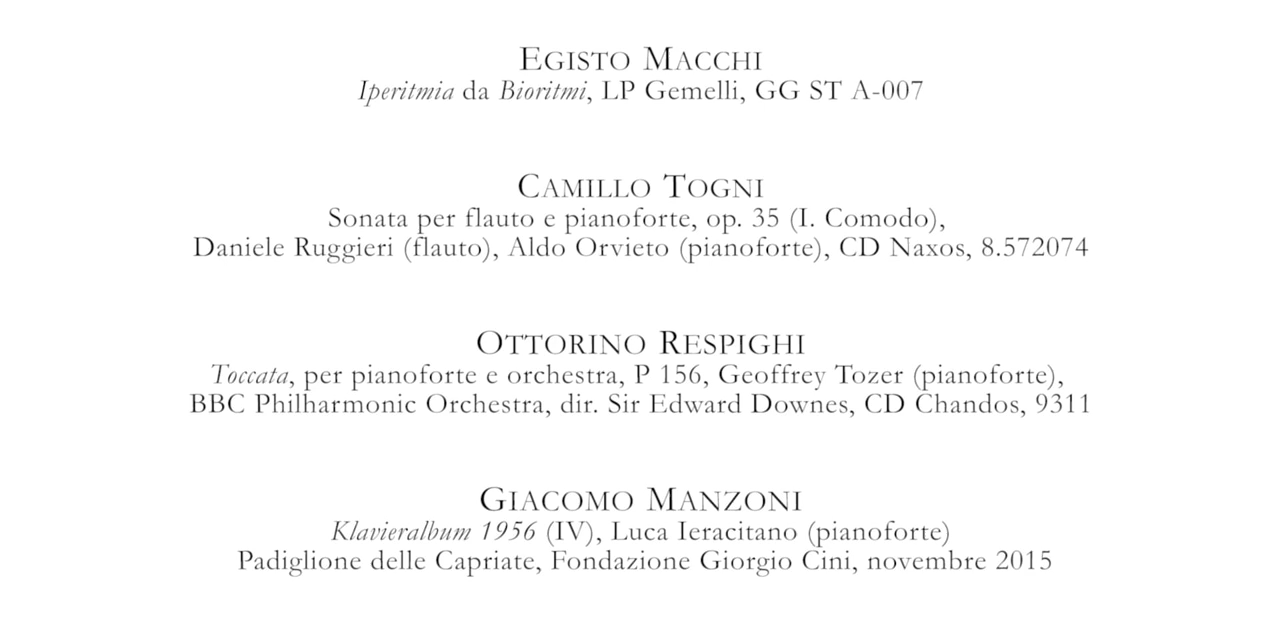 EGISTO MACCHI
Iperitmia da Bioritmi, LP Gemelli, GG ST A-007
CAMILLO TOGNI
Sonata per flauto e pianoforte, op. 35 (I. Comodo),
Daniele Ruggieri (flauto), Aldo Orvieto (pianoforte), CD Naxos, 8.572074
OTTORINO RESPIGHI
Toccata, per pianoforte e orchestra, P 156, Geoffrey Tozer (pianoforte),
BBC Philharmonic Orchestra, dir. Sir Edward Downes, CD Chandos, 9311
GIACOMO MANZONI
Klavieralbum 1956 (IV), Luca Ieracitano (pianoforte)
Padiglione delle Capriate, Fondazione Giorgio Cini, novembre 2015